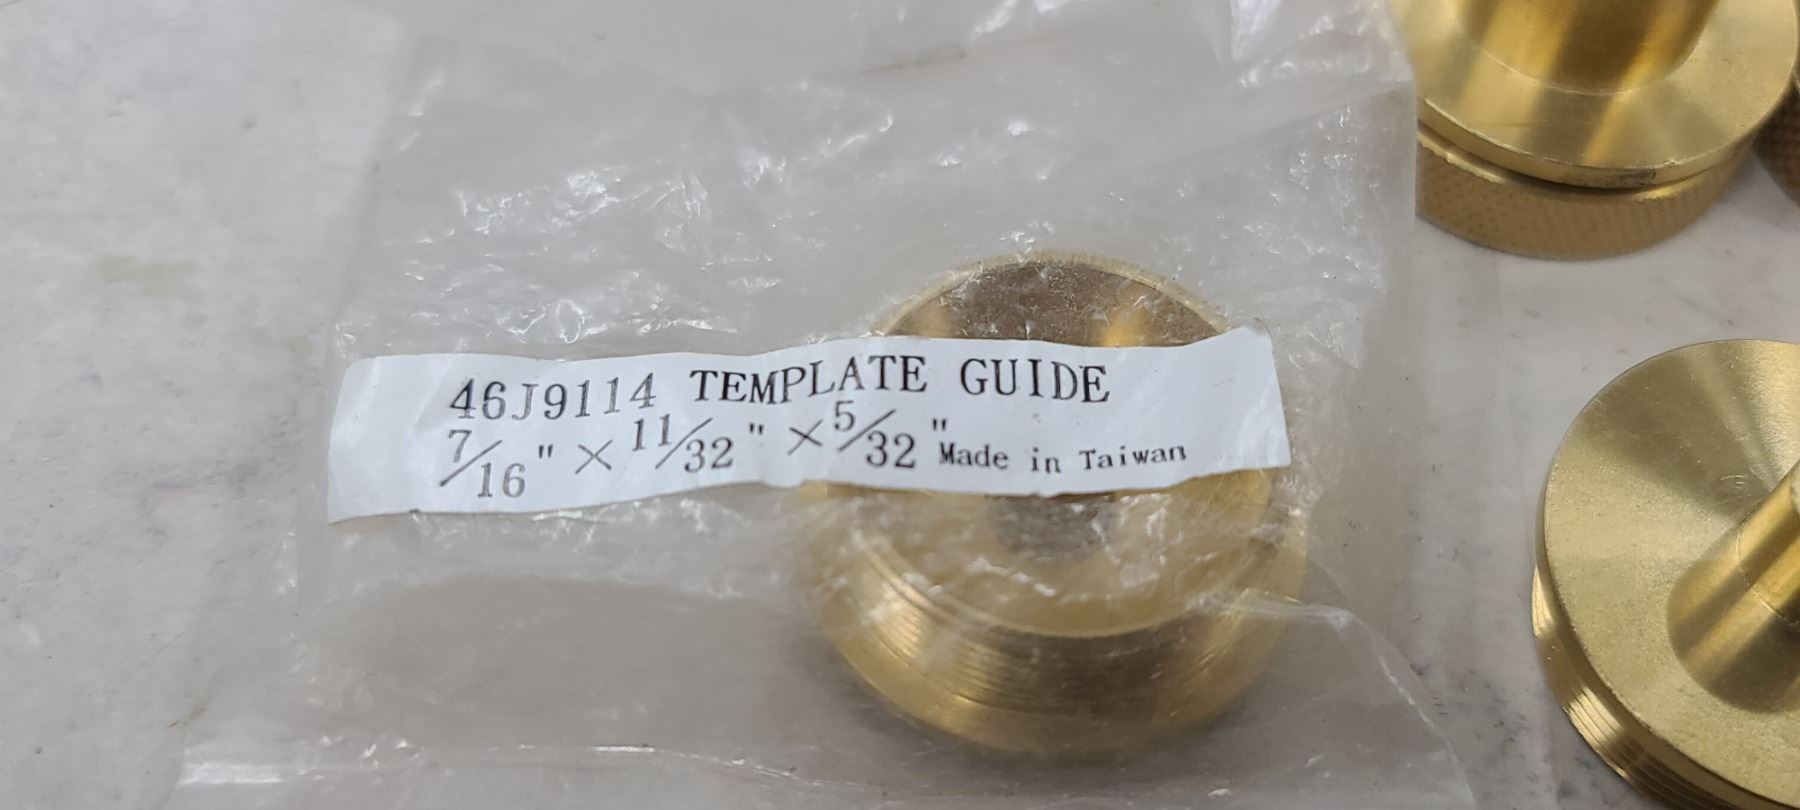 46J9114 TEMPLATE GUIDE
7/16" × 11/32" × 5/32" Made in Taiwan